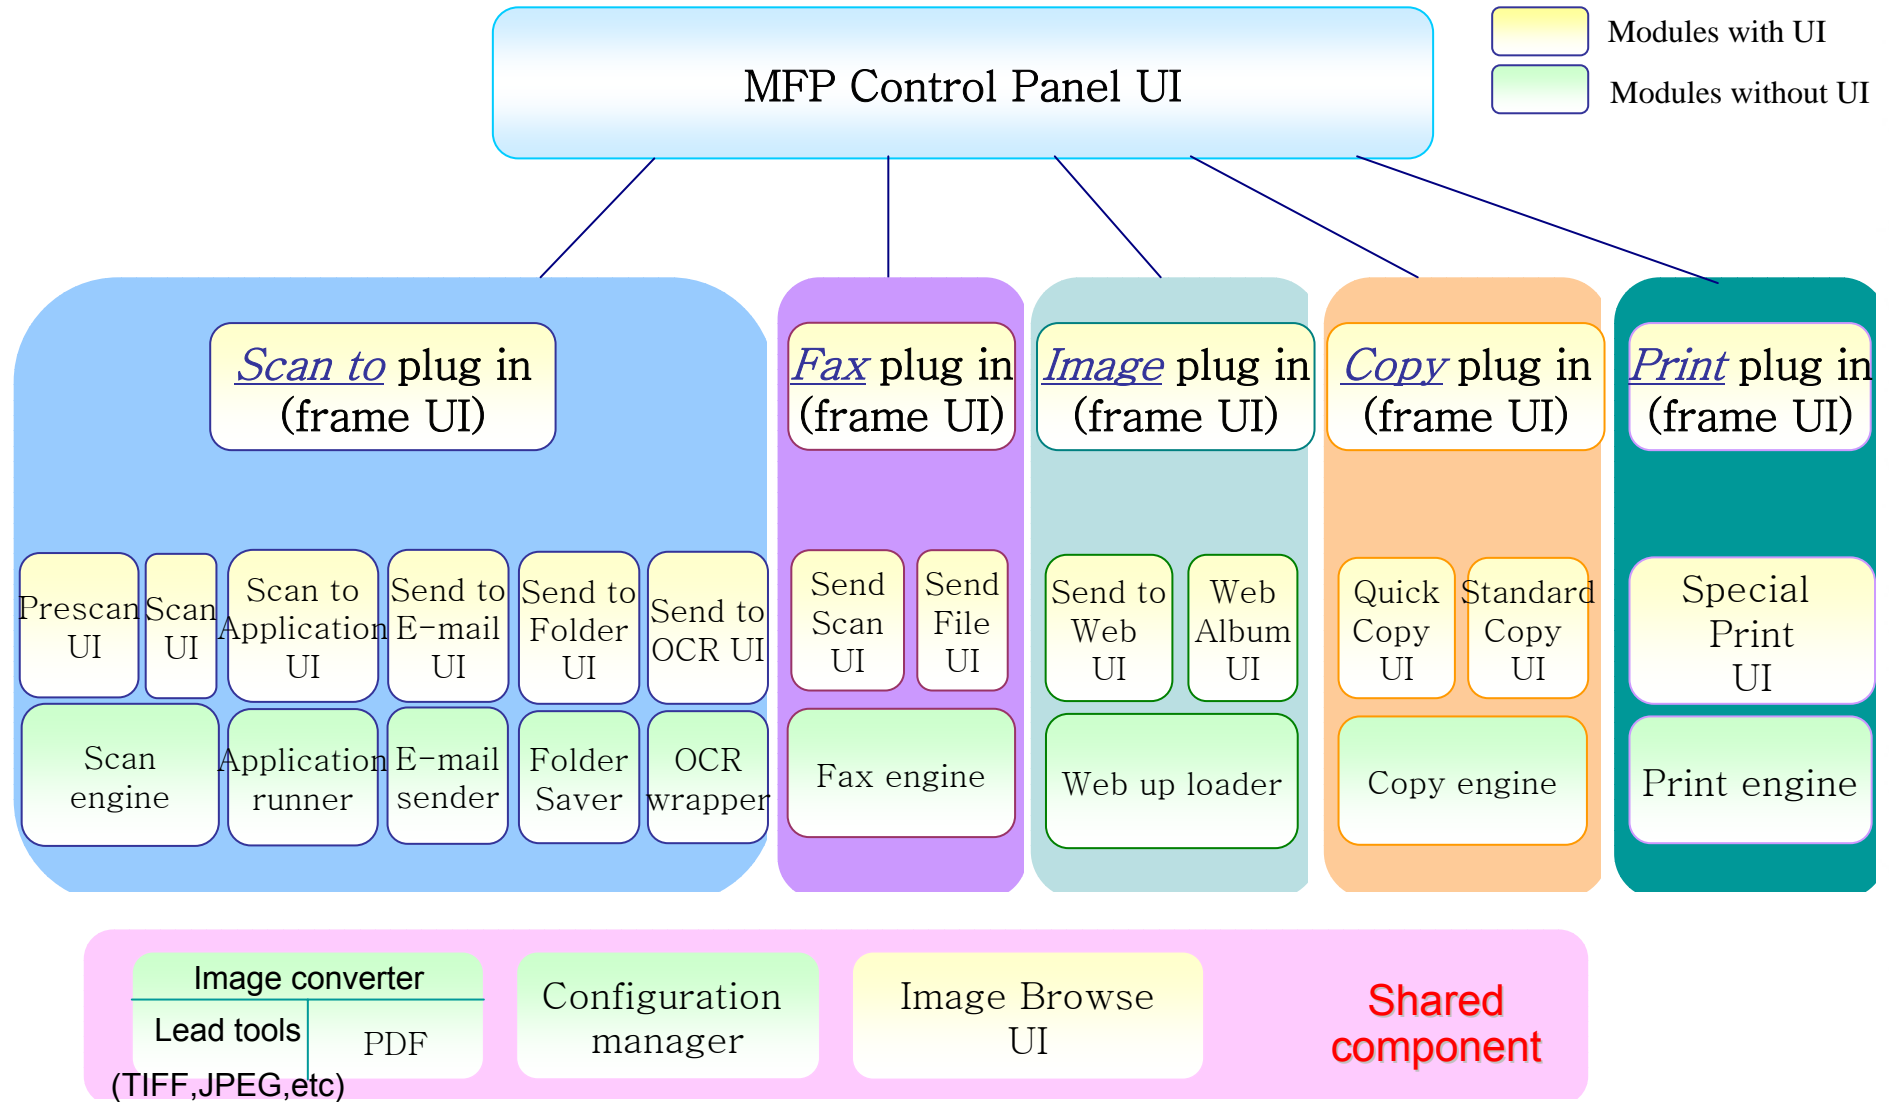 MFP Control Panel UI
Modules with UI
Modules without UI
Scan to plug in
(frame UI)
Fax plug in
(frame UI)
Image plug in
(frame UI)
Copy plug in
(frame UI)
Print plug in
(frame UI)
Prescan
UI
Scan
UI
Scan to
Application
UI
Send to
E-mail
UI
Send to
Folder
UI
Send to
OCR UI
Send
Scan
UI
Send
File
UI
Send to
Web
UI
Web
Album
UI
Quick
Copy
UI
Standard
Copy
UI
Special
Print
UI
Scan
engine
Application
runner
E-mail
sender
Folder
Saver
OCR
wrapper
Fax engine
Web up loader
Copy engine
Print engine
Image converter
Lead tools
(TIFF,JPEG,etc)
PDF
Configuration
manager
Image Browse
UI
Shared
component